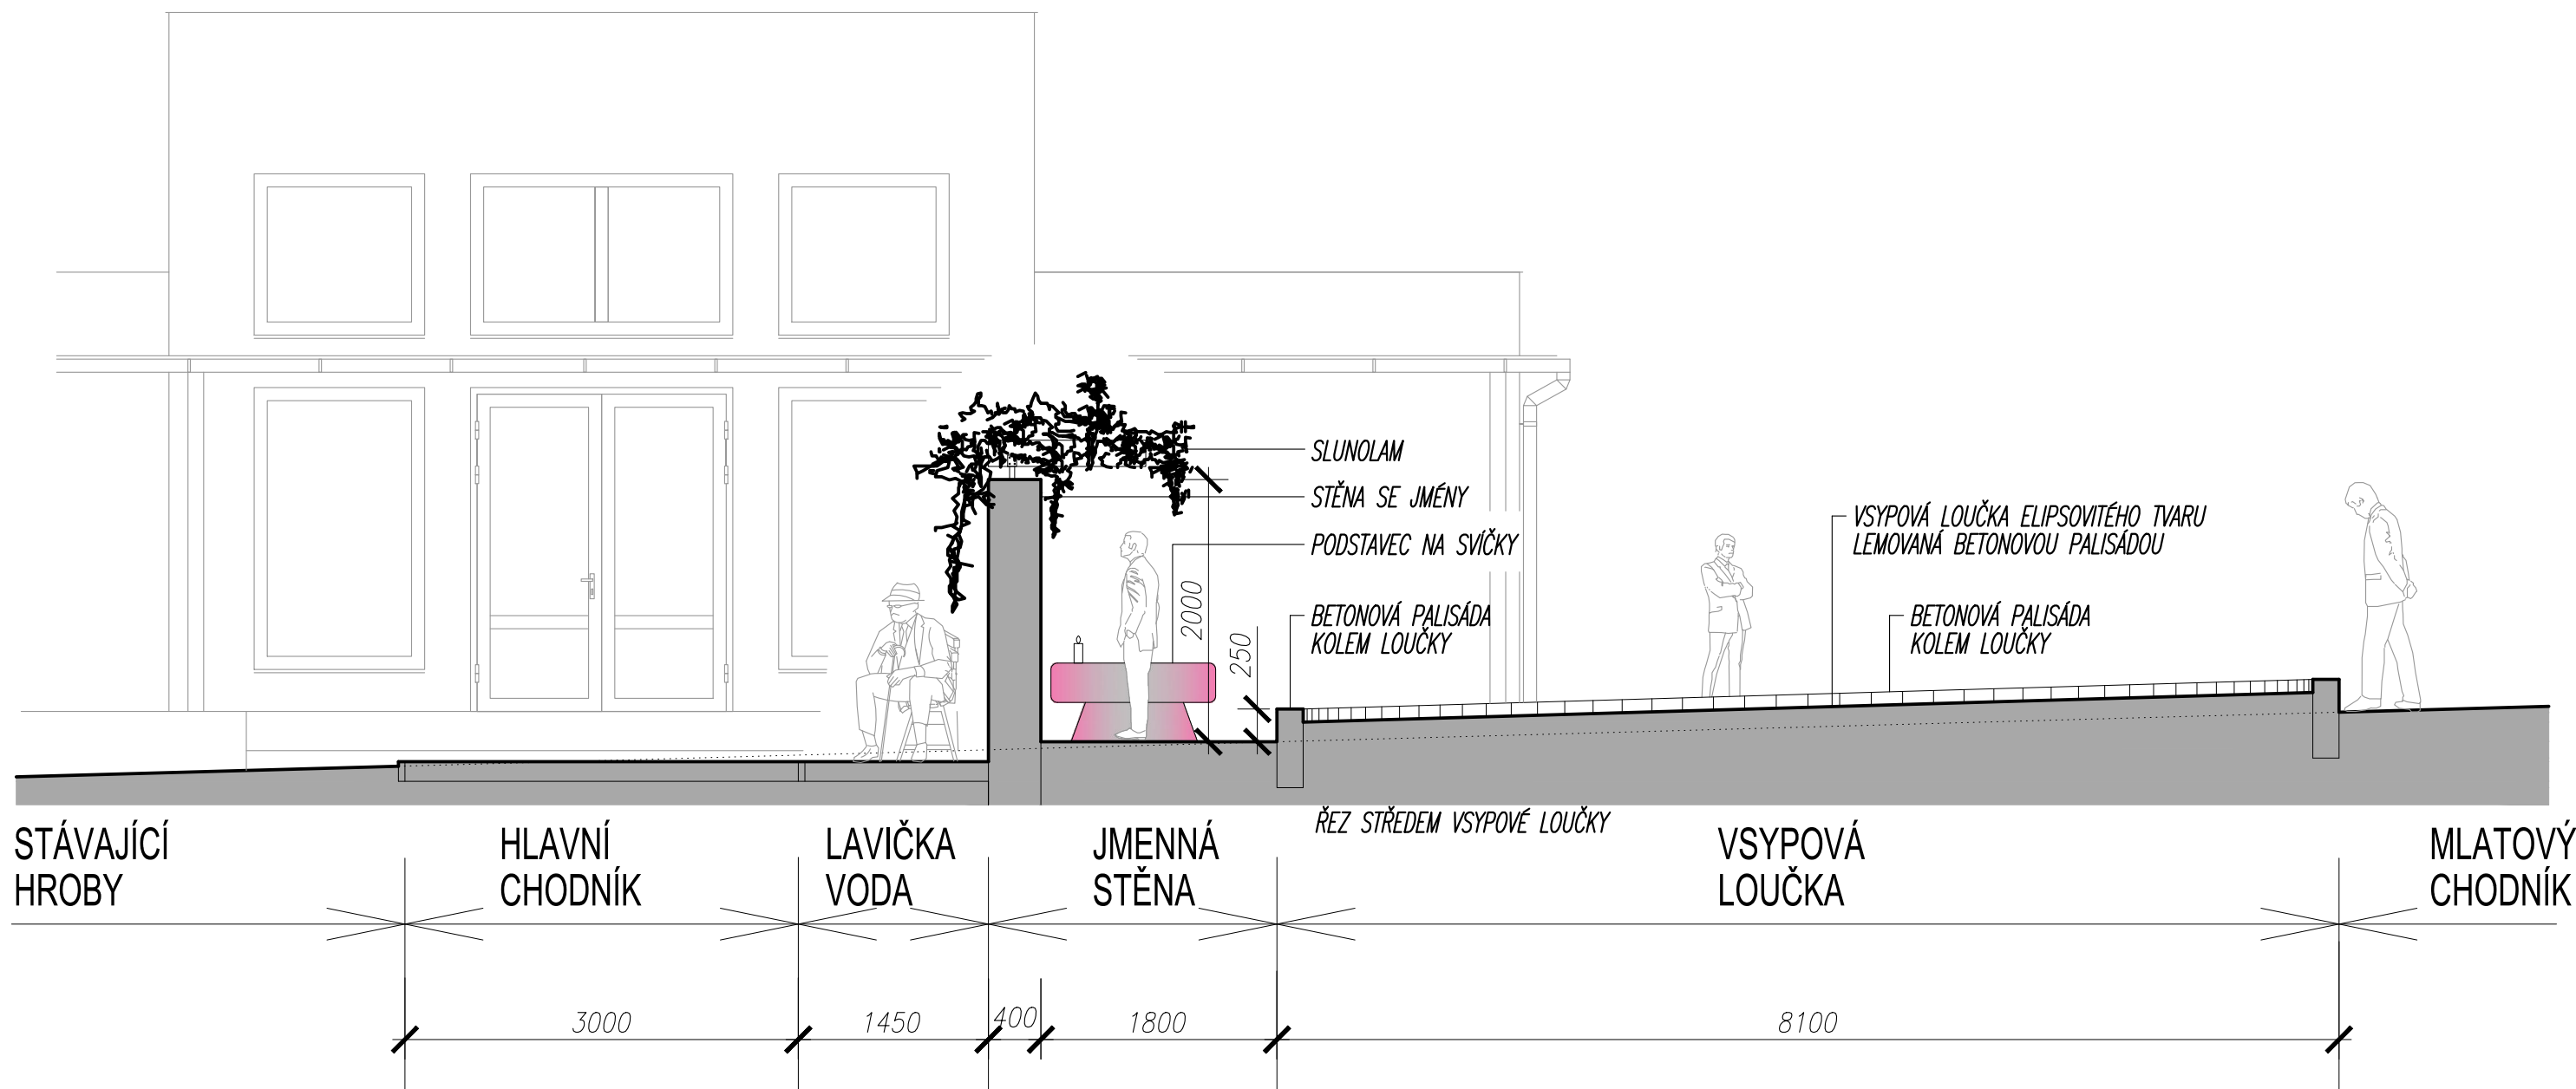 SLUNOLAM
STĚNA SE JMÉNY
PODSTAVEC NA SVÍČKY
BETONOVÁ PALISÁDA
KOLEM LOUČKY
2000
250
VSYPOVÁ LOUČKA ELIPSOVITÉHO TVARU
LEMOVANÁ BETONOVOU PALISÁDOU
BETONOVÁ PALISÁDA
KOLEM LOUČKY
ŘEZ STŘEDEM VSYPOVÉ LOUČKY
STÁVAJÍCÍ
HROBY
HLAVNÍ
CHODNÍK
LAVIČKA
VODA
JMENNÁ
STĚNA
VSYPOVÁ
LOUČKA
MLATOVÝ
CHODNÍK
3000
1450
400
1800
8100